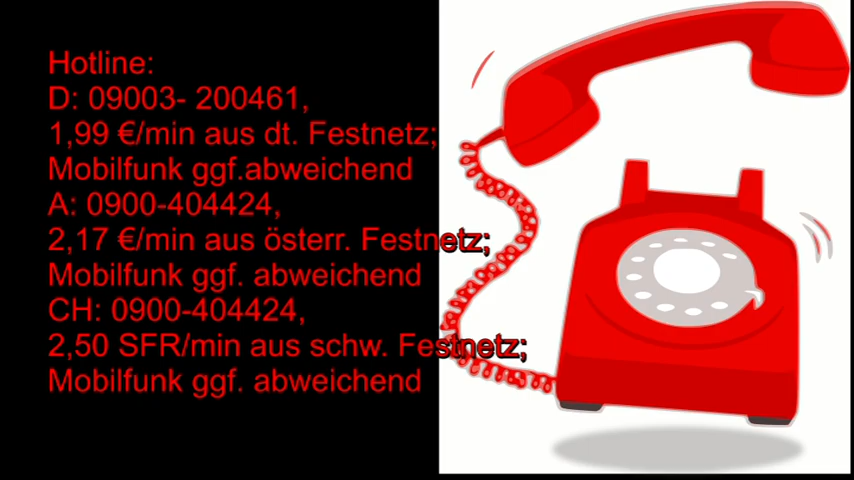 Hotline:
D: 09003- 200461,
1,99 €/min aus dt. Festnetz;
Mobilfunk ggf.abweichend
A: 0900-404424,
2,17 €/min aus österr. Festnetz;
Mobilfunk ggf. abweichend
CH: 0900-404424,
2,50 SFR/min aus schw. Festnetz;
Mobilfunk ggf. abweichend